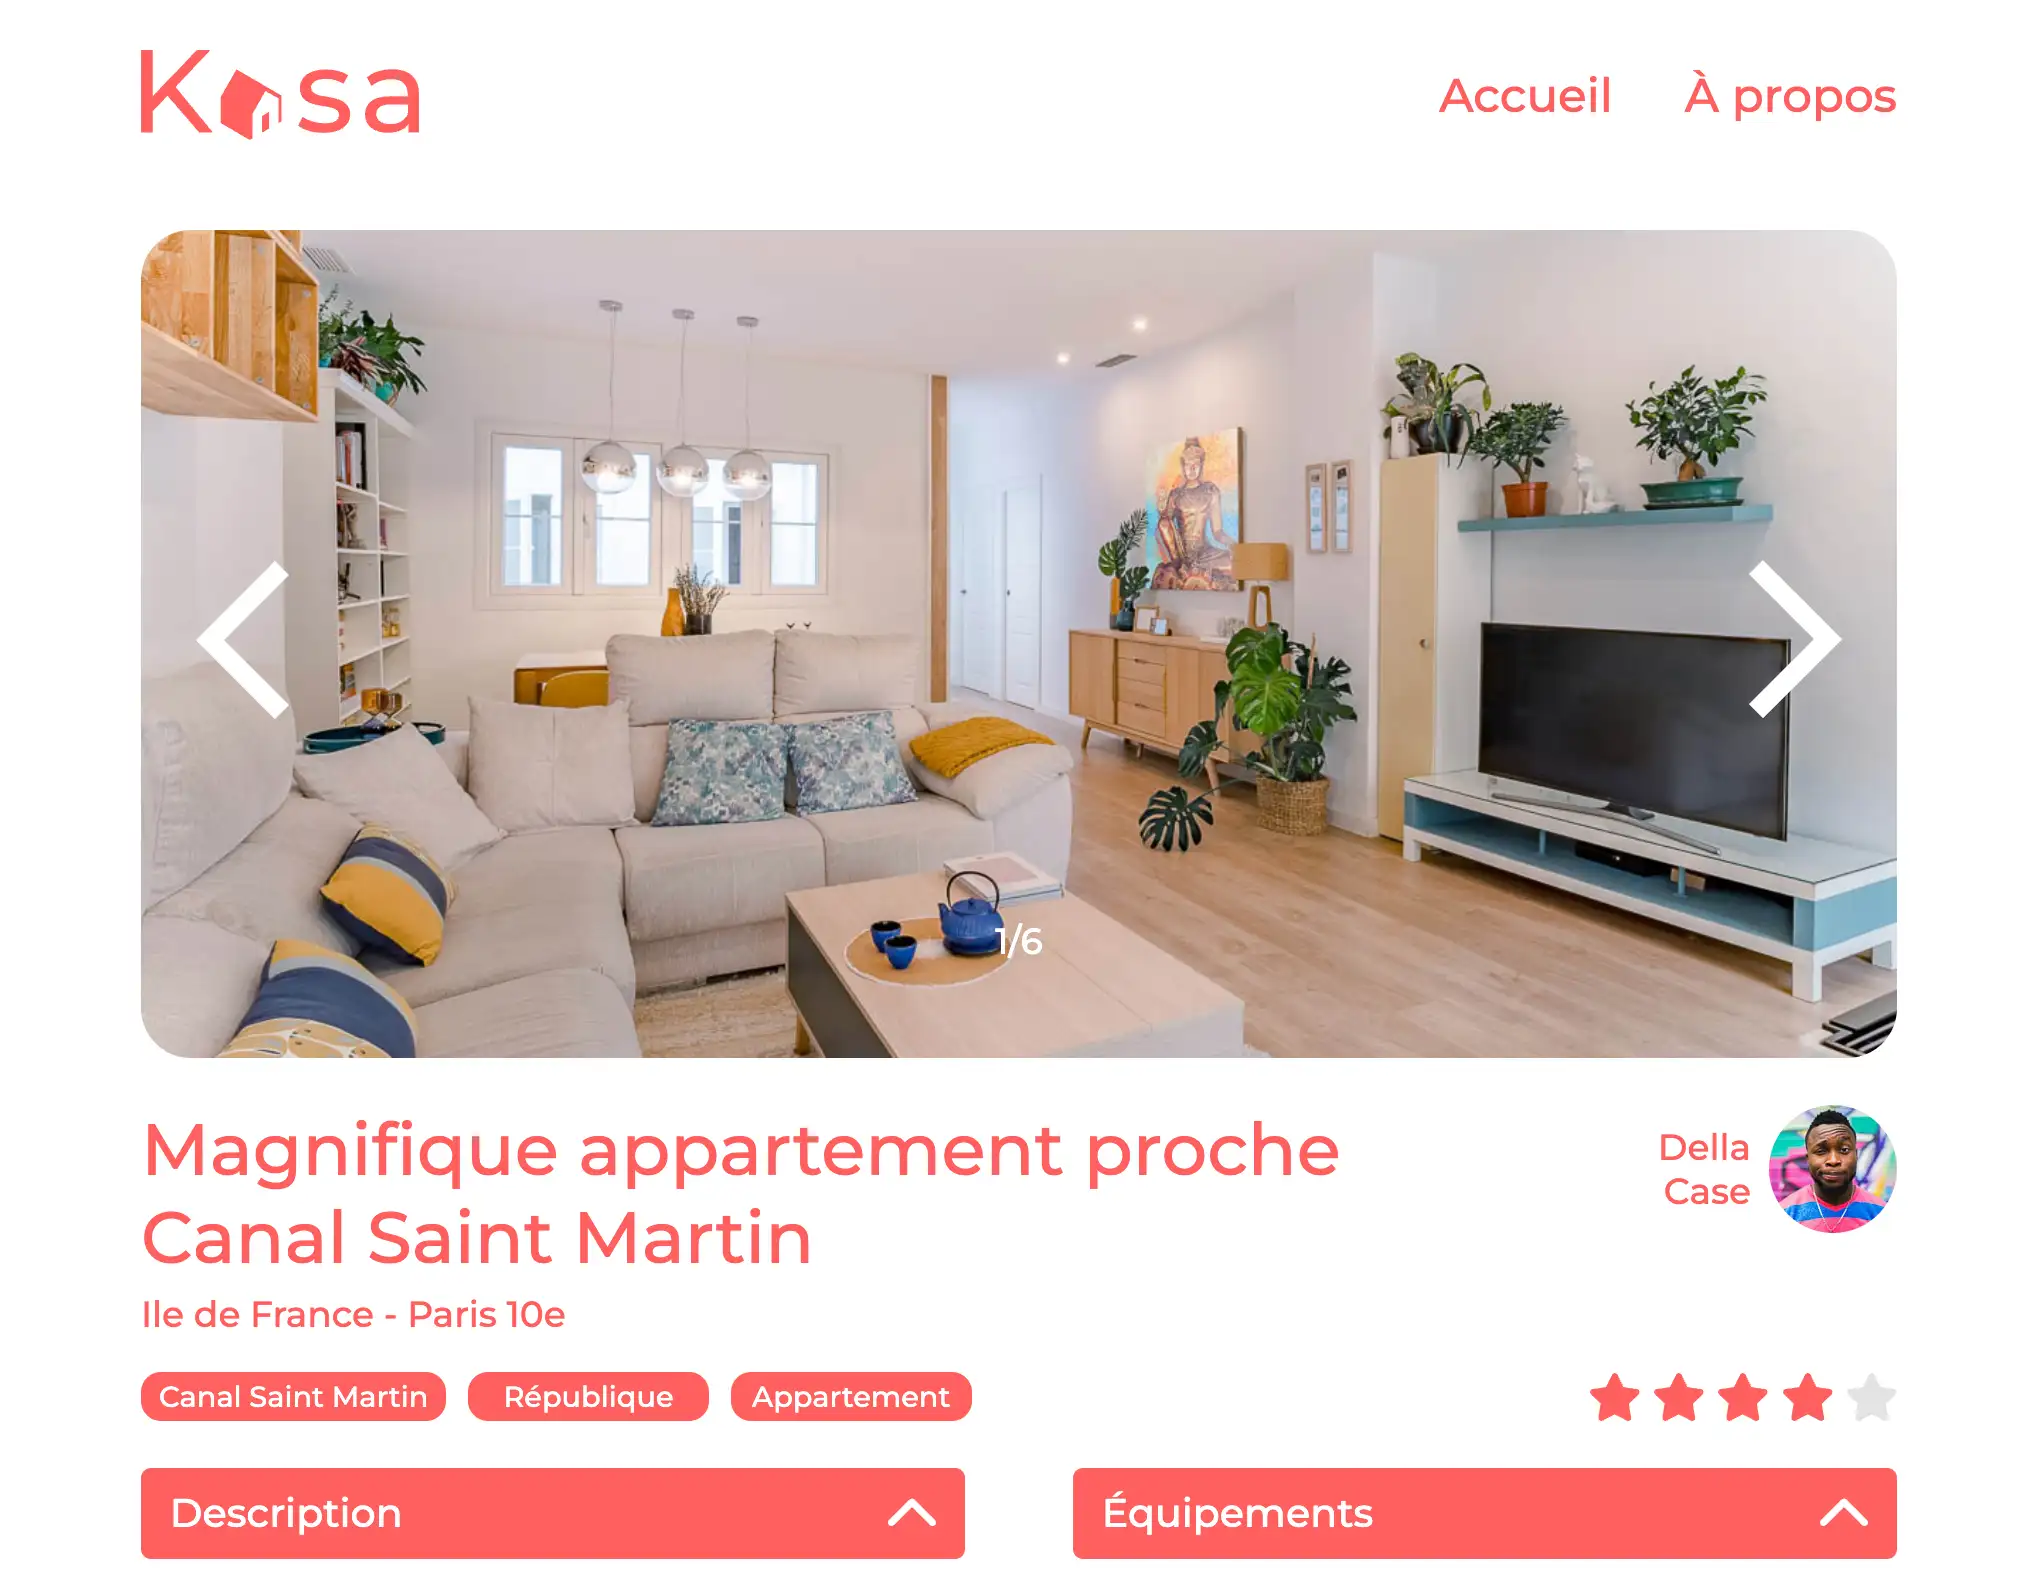 Kasa
Accueil
À propos
1/6
Magnifique appartement proche
Canal Saint Martin
Della
Case
Ile de France - Paris 10e
Canal Saint Martin
République
Appartement
Description
Équipements